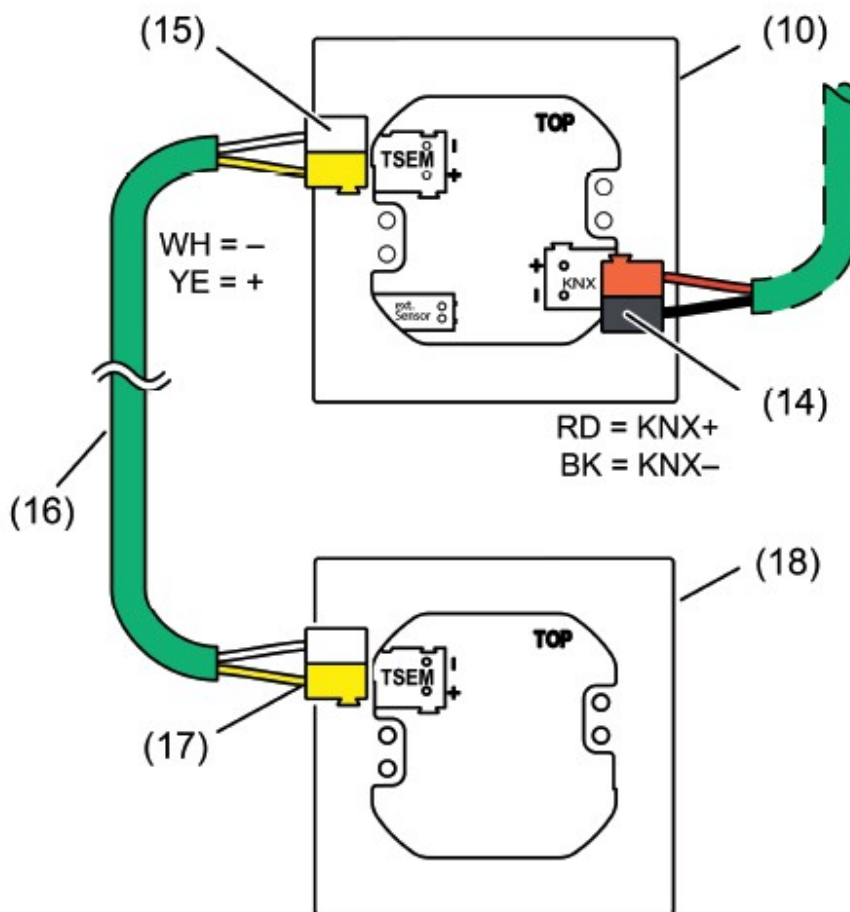 (15)
(10)
TOP
TSEM
-
+
WH = –
YE = +
+
-
KNX
ext.
Sensor
(14)
RD = KNX+
BK = KNX–
(16)
(18)
TOP
TSEM
-
+
(17)